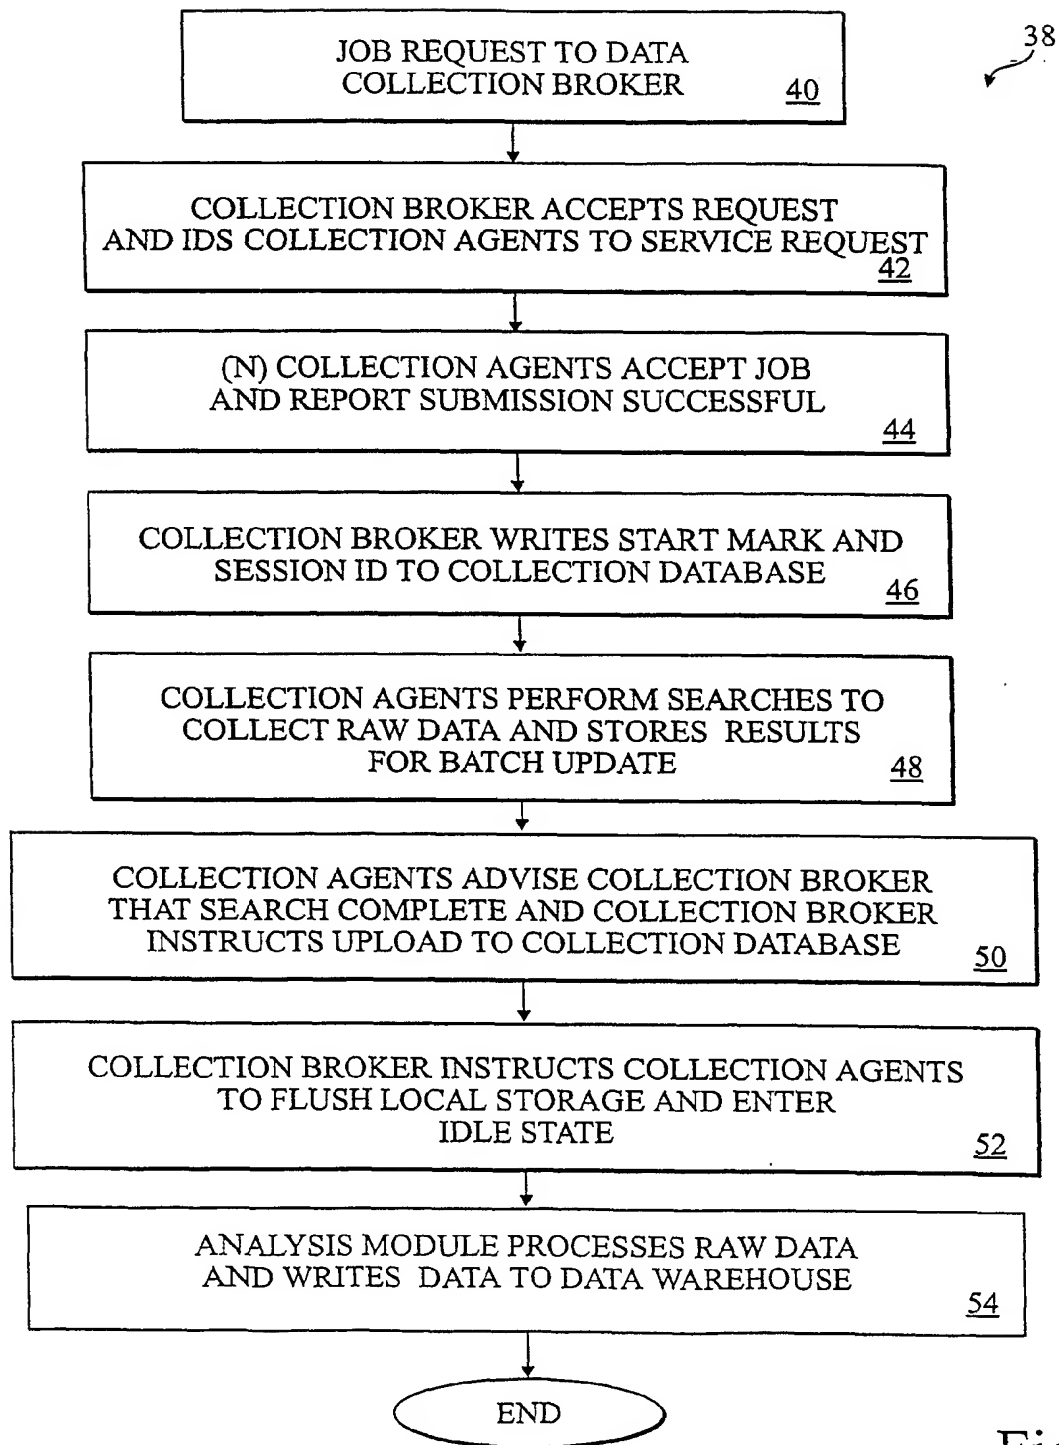 38
JOB REQUEST TO DATA
COLLECTION BROKER
40
COLLECTION BROKER ACCEPTS REQUEST
AND IDS COLLECTION AGENTS TO SERVICE REQUEST
42
(N) COLLECTION AGENTS ACCEPT JOB
AND REPORT SUBMISSION SUCCESSFUL
44
COLLECTION BROKER WRITES START MARK AND
SESSION ID TO COLLECTION DATABASE
46
COLLECTION AGENTS PERFORM SEARCHES TO
COLLECT RAW DATA AND STORES RESULTS
FOR BATCH UPDATE
48
COLLECTION AGENTS ADVISE COLLECTION BROKER
THAT SEARCH COMPLETE AND COLLECTION BROKER
INSTRUCTS UPLOAD TO COLLECTION DATABASE
50
COLLECTION BROKER INSTRUCTS COLLECTION AGENTS
TO FLUSH LOCAL STORAGE AND ENTER
IDLE STATE
52
ANALYSIS MODULE PROCESSES RAW DATA
AND WRITES DATA TO DATA WAREHOUSE
54
END